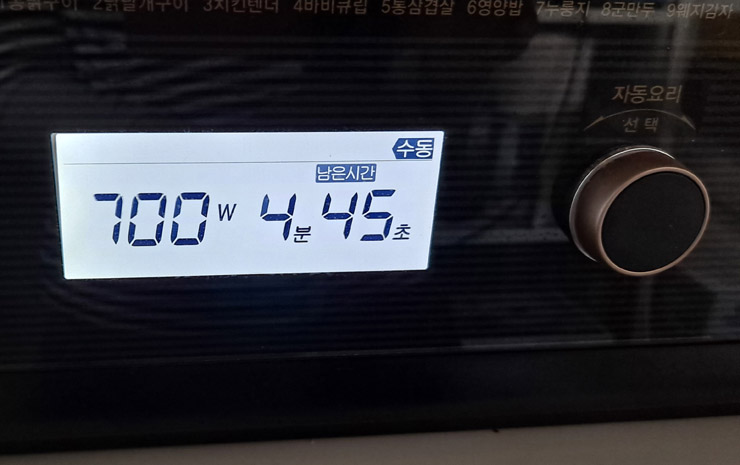 2닭날개구이 3치킨텐더 4바비큐립 5통삼겹살 6영양밥 7누룽지 8군만두 9웨지감자
자동요리
선택
수동
남은시간
700 W 4분 45초